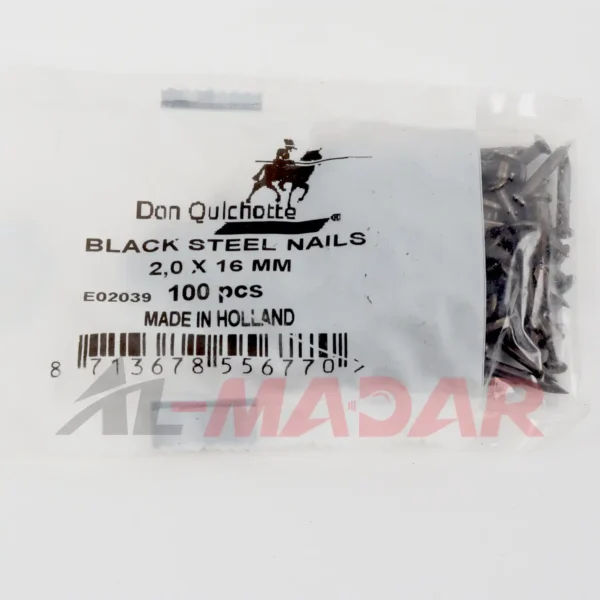 Don Quichotte ®
BLACK STEEL NAILS
2,0 X 16 MM
E02039 100 pcs
MADE IN HOLLAND
8 713678 556770 >
AL-MADAR